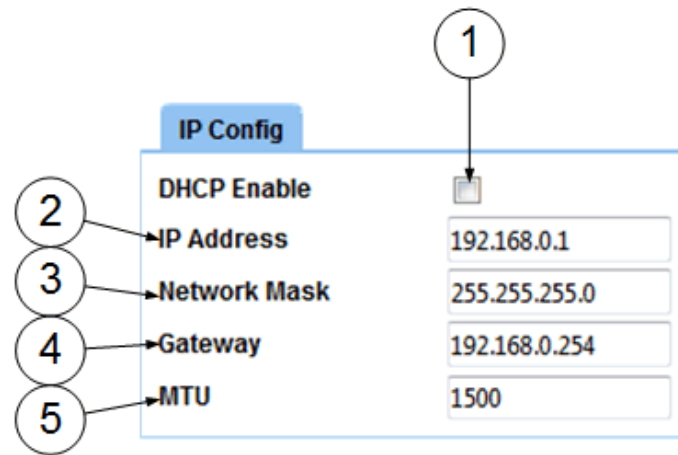 1
IP Config
DHCP Enable
2
IP Address 192.168.0.1
3
Network Mask 255.255.255.0
4
Gateway 192.168.0.254
5
MTU 1500